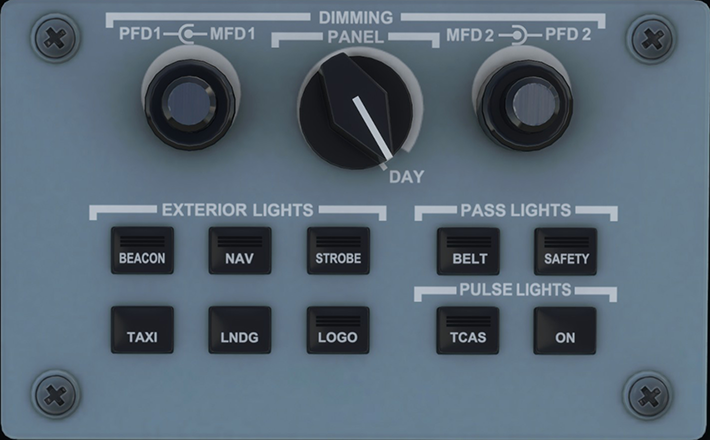 DIMMING
PFD1 MFD1 PANEL MFD 2 PFD 2
DAY
EXTERIOR LIGHTS PASS LIGHTS
BEACON NAV STROBE BELT SAFETY
PULSE LIGHTS
TAXI LNDG LOGO TCAS ON